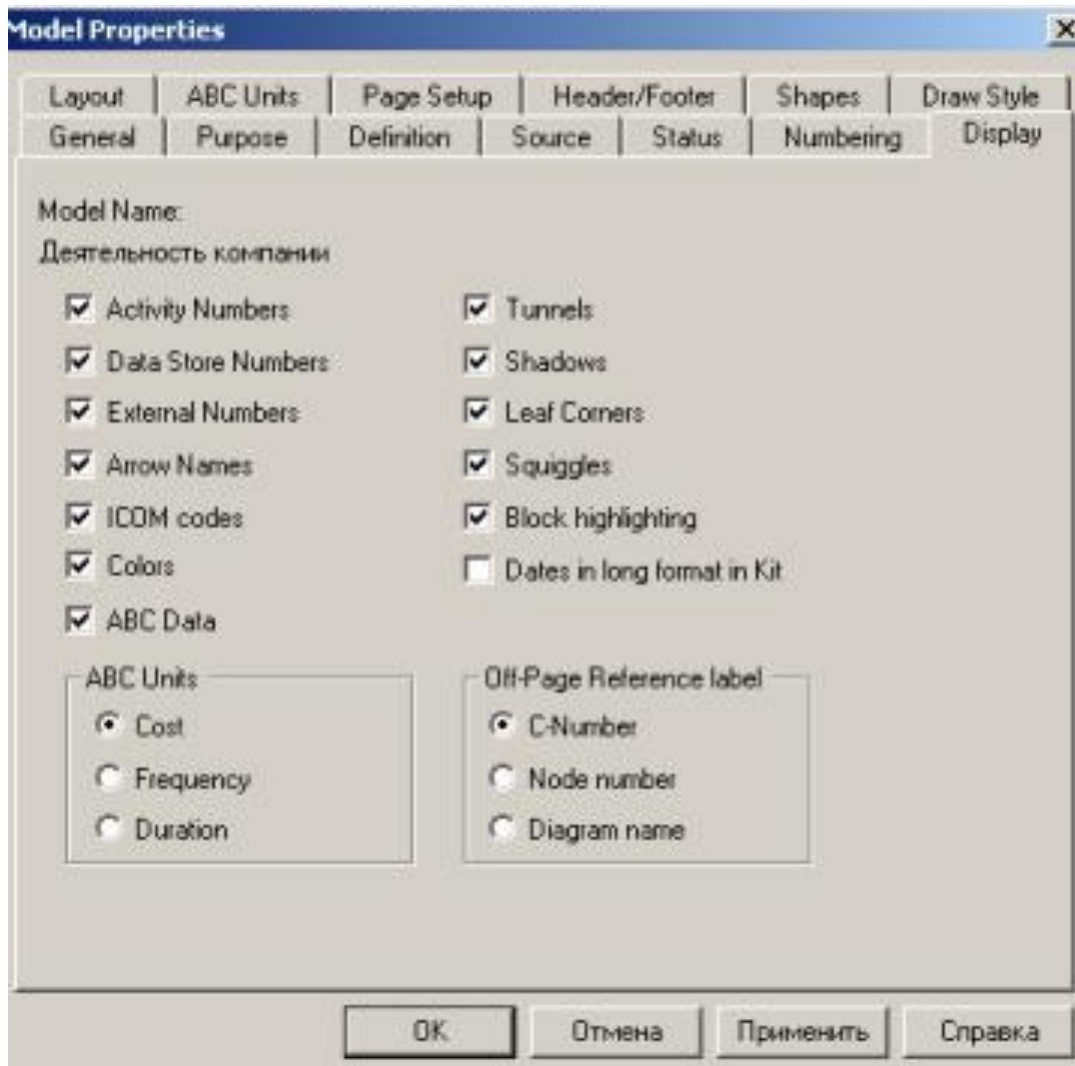 Model Properties
Layout ABC Units Page Setup Header/Footer Shapes Draw Style
General Purpose Definition Source Status Numbering Display
Model Name:
Деятельность компании
Activity Numbers Tunnels
Data Store Numbers Shadows
External Numbers Leaf Corners
Arrow Names Squiggles
ICOM codes Block highlighting
Colors Dates in long format in Kit
ABC Data
ABC Units Off-Page Reference label
Cost C-Number
Frequency Node number
Duration Diagram name
OK Отмена Применить Справка